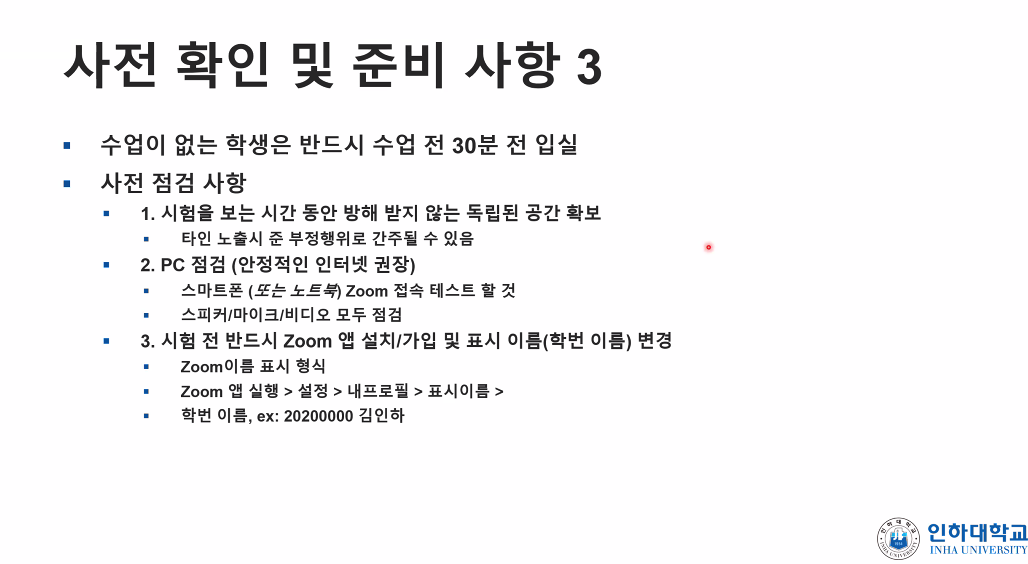 사전 확인 및 준비 사항 3
수업이 없는 학생은 반드시 수업 전 30분 전 입실
사전 점검 사항
1. 시험을 보는 시간 동안 방해 받지 않는 독립된 공간 확보
타인 노출시 준 부정행위로 간주될 수 있음
2. PC 점검 (안정적인 인터넷 권장)
스마트폰 (또는 노트북) Zoom 접속 테스트 할 것
스피커/마이크/비디오 모두 점검
3. 시험 전 반드시 Zoom 앱 설치/가입 및 표시 이름(학번 이름) 변경
Zoom이름 표시 형식
Zoom 앱 실행 > 설정 > 내프로필 > 표시이름 >
학번 이름, ex: 20200000 김인하
인하대학교
INHA UNIVERSITY